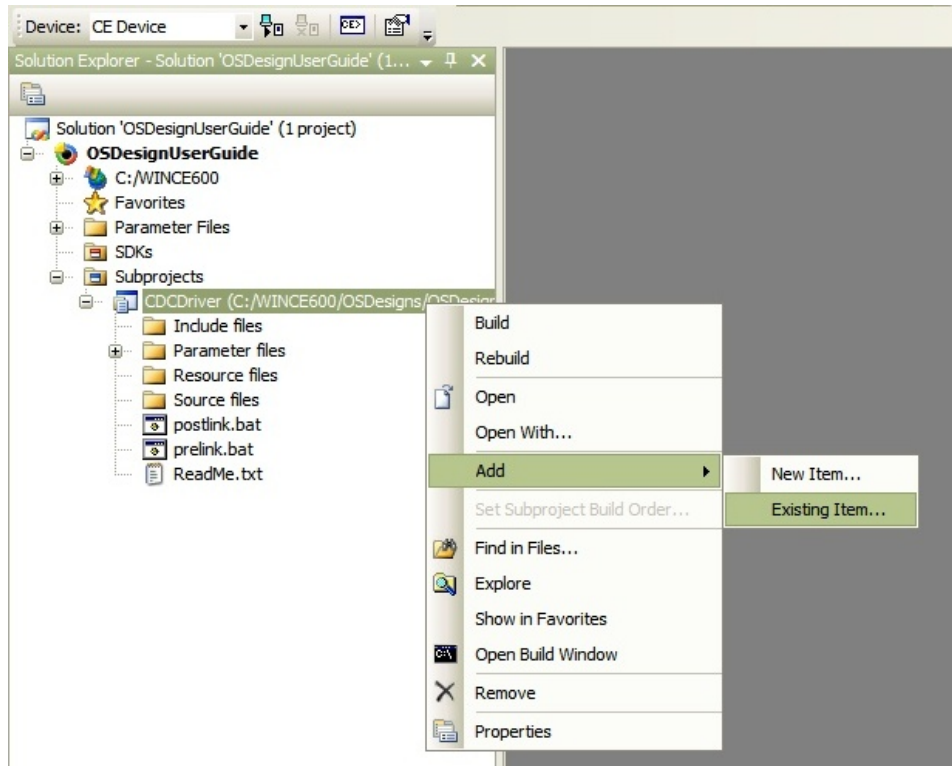 Device: CE Device
Solution Explorer - Solution 'OSDesignUserGuide' (1...
Solution 'OSDesignUserGuide' (1 project)
OSDesignUserGuide
C:/WINCE600
Favorites
Parameter Files
SDKs
Subprojects
CDCDriver (C:/WINCE600/OSDesigns/OSDesign
Include files
Parameter files
Resource files
Source files
postlink.bat
prelink.bat
ReadMe.txt
Build
Rebuild
Open
Open With...
Add
Set Subproject Build Order...
Find in Files...
Explore
Show in Favorites
Open Build Window
Remove
Properties
New Item...
Existing Item...